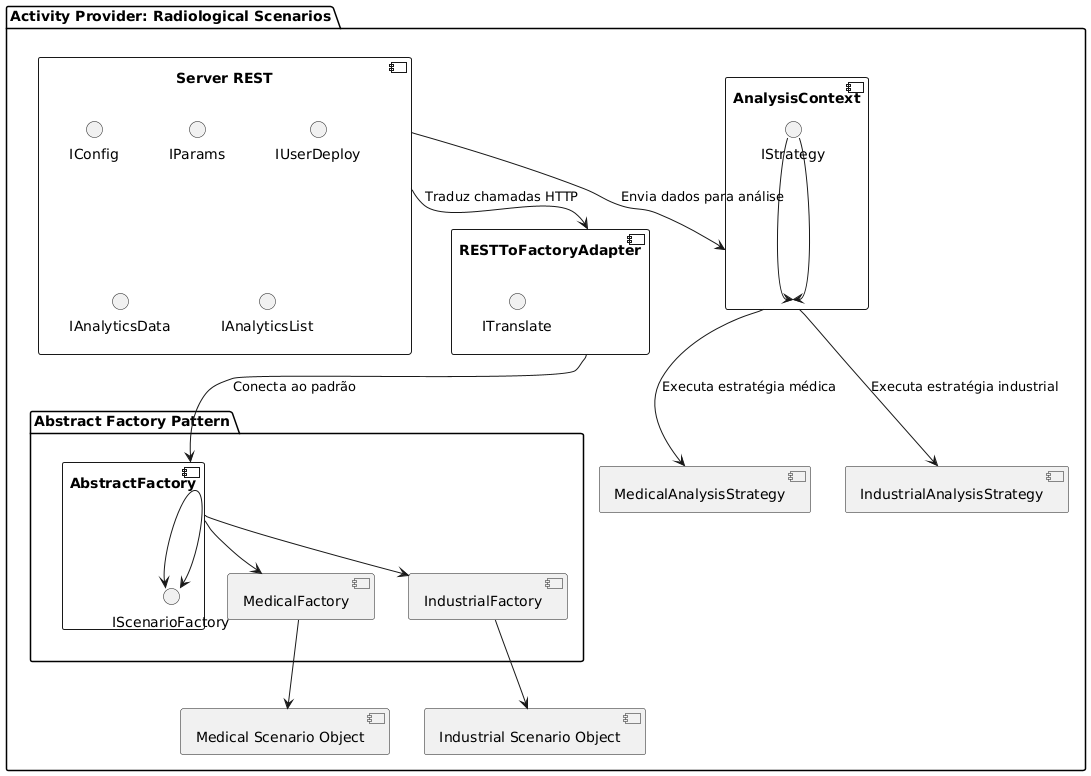 Activity Provider: Radiological Scenarios
Server REST
AnalysisContext
IConfig
IParams
IUserDeploy
IStrategy
Traduz chamadas HTTP
Envia dados para análise
RESTToFactoryAdapter
IAnalyticsData
IAnalyticsList
ITranslate
Conecta ao padrão
Executa estratégia médica
Executa estratégia industrial
Abstract Factory Pattern
AbstractFactory
MedicalAnalysisStrategy
IndustrialAnalysisStrategy
MedicalFactory
IndustrialFactory
IScenarioFactory
Medical Scenario Object
Industrial Scenario Object